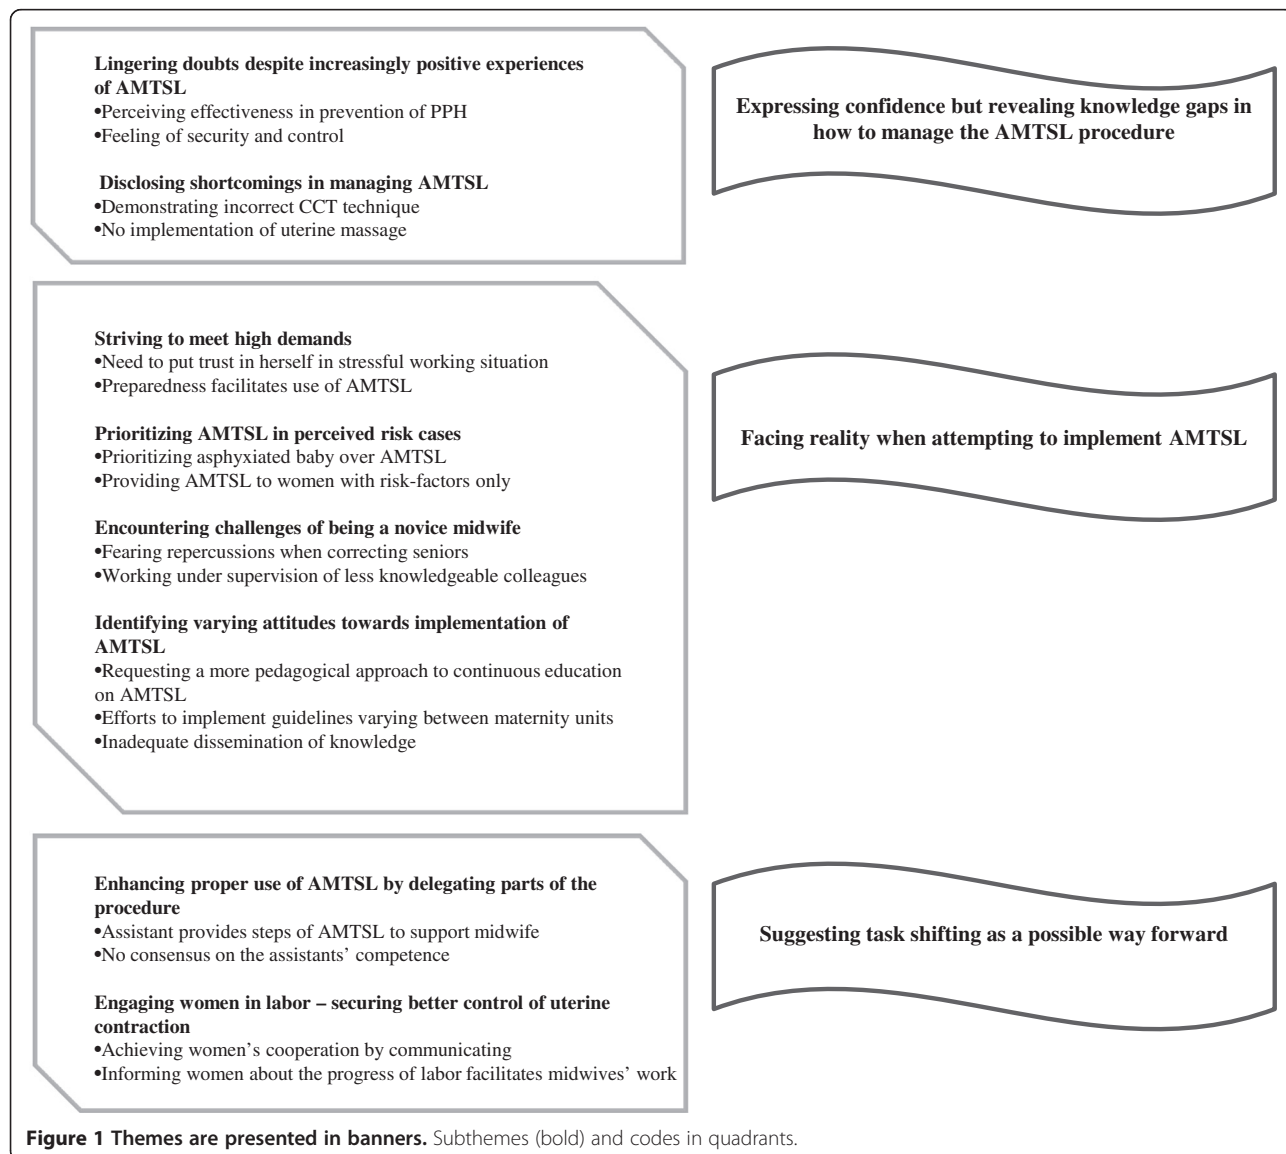 Lingering doubts despite increasingly positive experiences
of AMTSL
•Perceiving effectiveness in prevention of PPH
•Feeling of security and control
Disclosing shortcomings in managing AMTSL
•Demonstrating incorrect CCT technique
•No implementation of uterine massage
Expressing confidence but revealing knowledge gaps in
how to manage the AMTSL procedure
Striving to meet high demands
•Need to put trust in herself in stressful working situation
•Preparedness facilitates use of AMTSL
Prioritizing AMTSL in perceived risk cases
•Prioritizing asphyxiated baby over AMTSL
•Providing AMTSL to women with risk-factors only
Encountering challenges of being a novice midwife
•Fearing repercussions when correcting seniors
•Working under supervision of less knowledgeable colleagues
Identifying varying attitudes towards implementation of
AMTSL
•Requesting a more pedagogical approach to continuous education
on AMTSL
•Efforts to implement guidelines varying between maternity units
•Inadequate dissemination of knowledge
Facing reality when attempting to implement AMTSL
Enhancing proper use of AMTSL by delegating parts of the
procedure
•Assistant provides steps of AMTSL to support midwife
•No consensus on the assistants’ competence
Engaging women in labor – securing better control of uterine
contraction
•Achieving women’s cooperation by communicating
•Informing women about the progress of labor facilitates midwives’ work
Suggesting task shifting as a possible way forward
Figure 1 Themes are presented in banners. Subthemes (bold) and codes in quadrants.